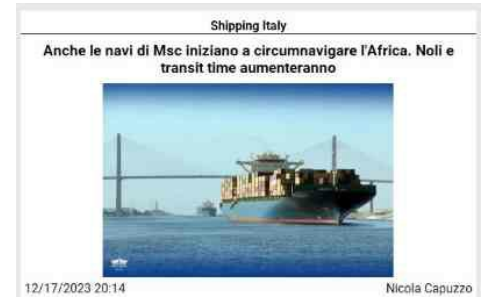 Shipping Italy
Anche le navi di Msc iniziano a circumnavigare l'Africa. Noli e
transit time aumenteranno
12/17/2023 20:14
Nicola Capuzzo